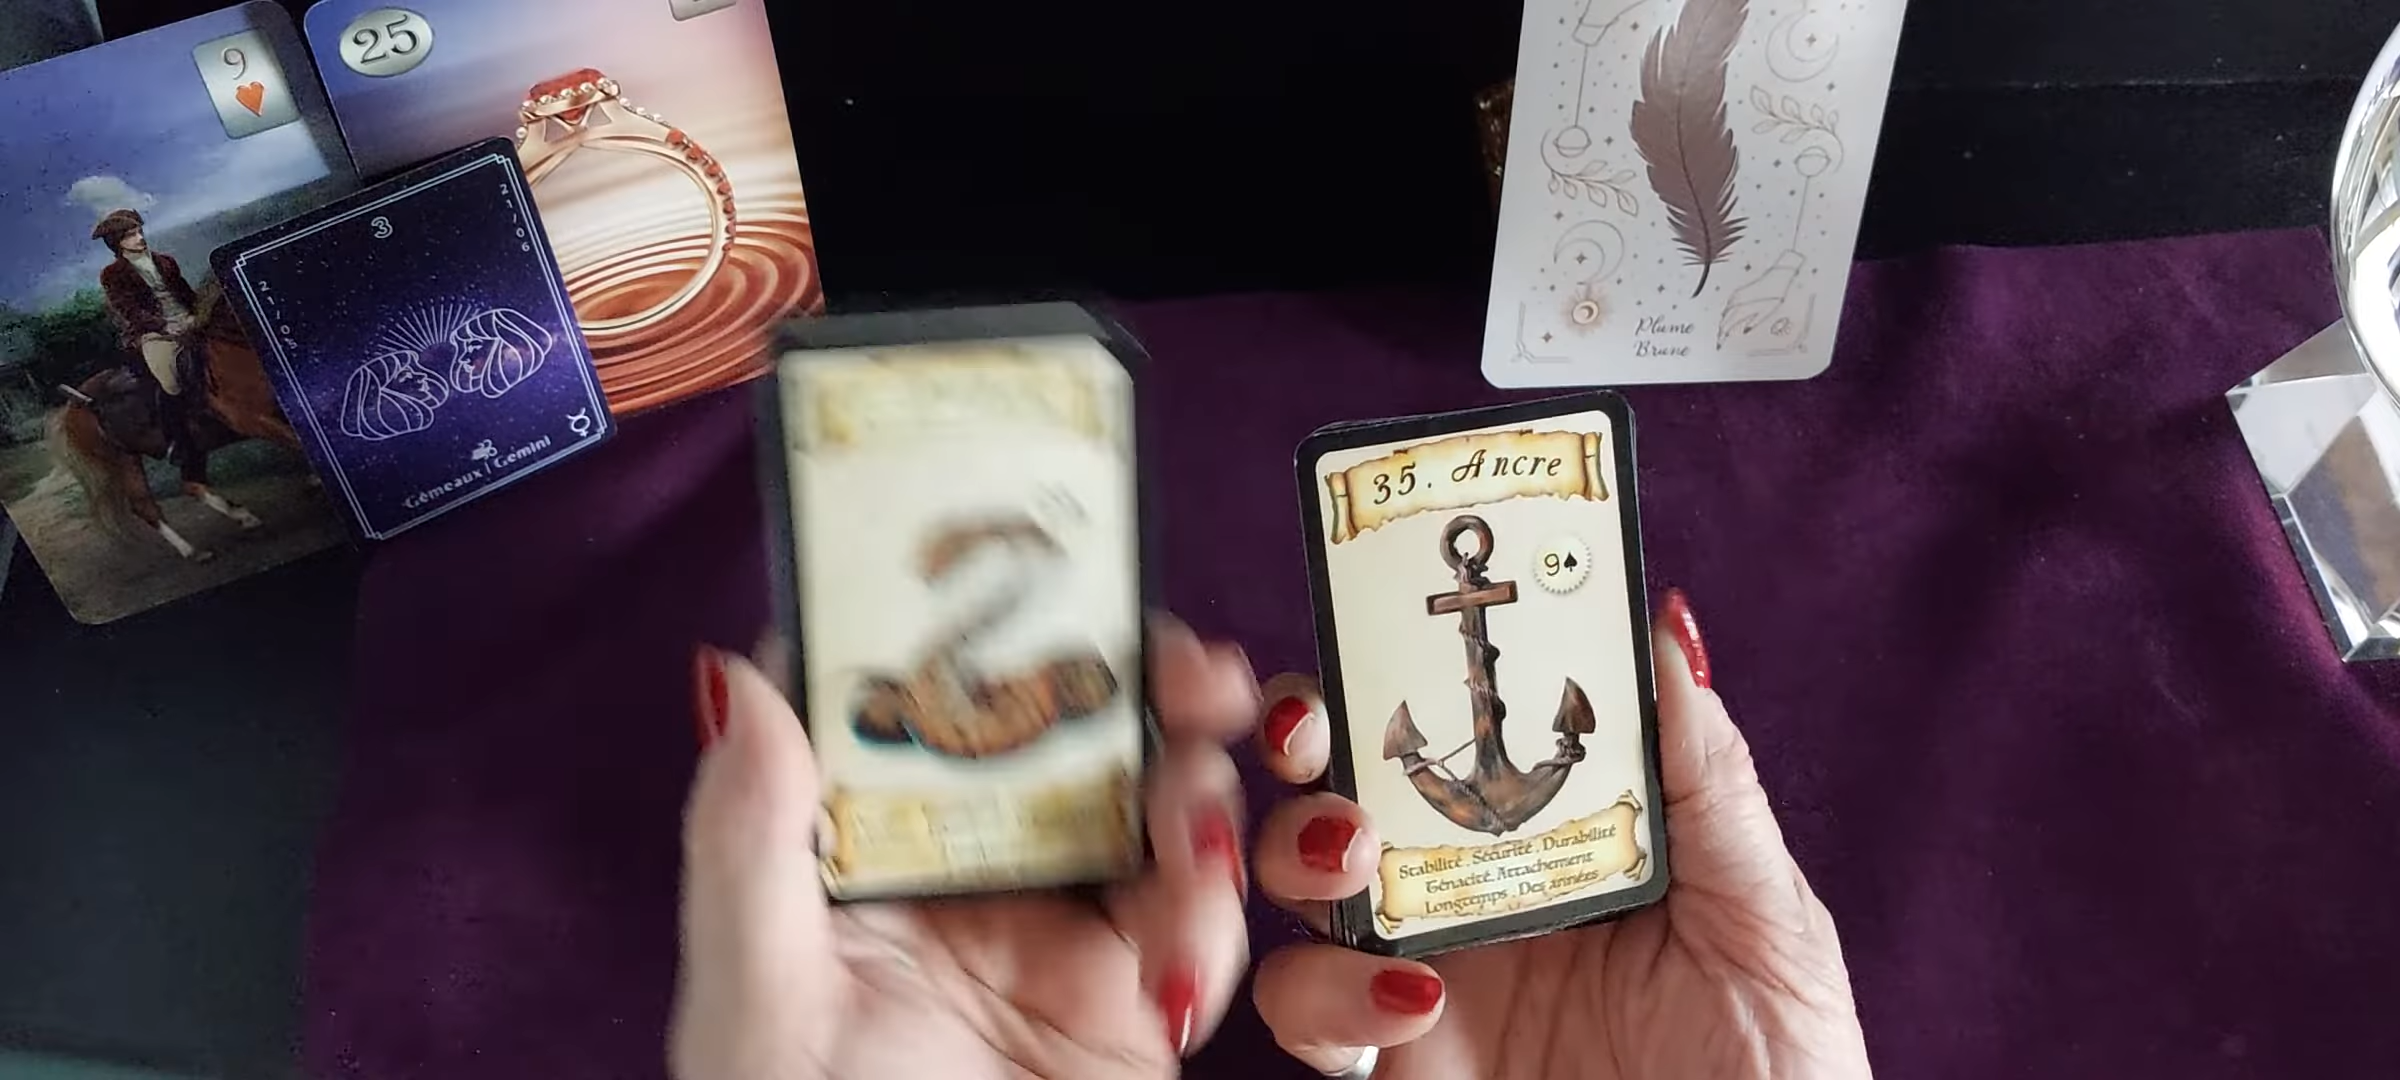 9
25
3
21/06
21/05
Gémeaux | Gemini
Plume
Brune
35. Ancre
9♠
Stabilité. Sécurité. Durabilité
Ténacité. Attachement
Longtemps. Des années